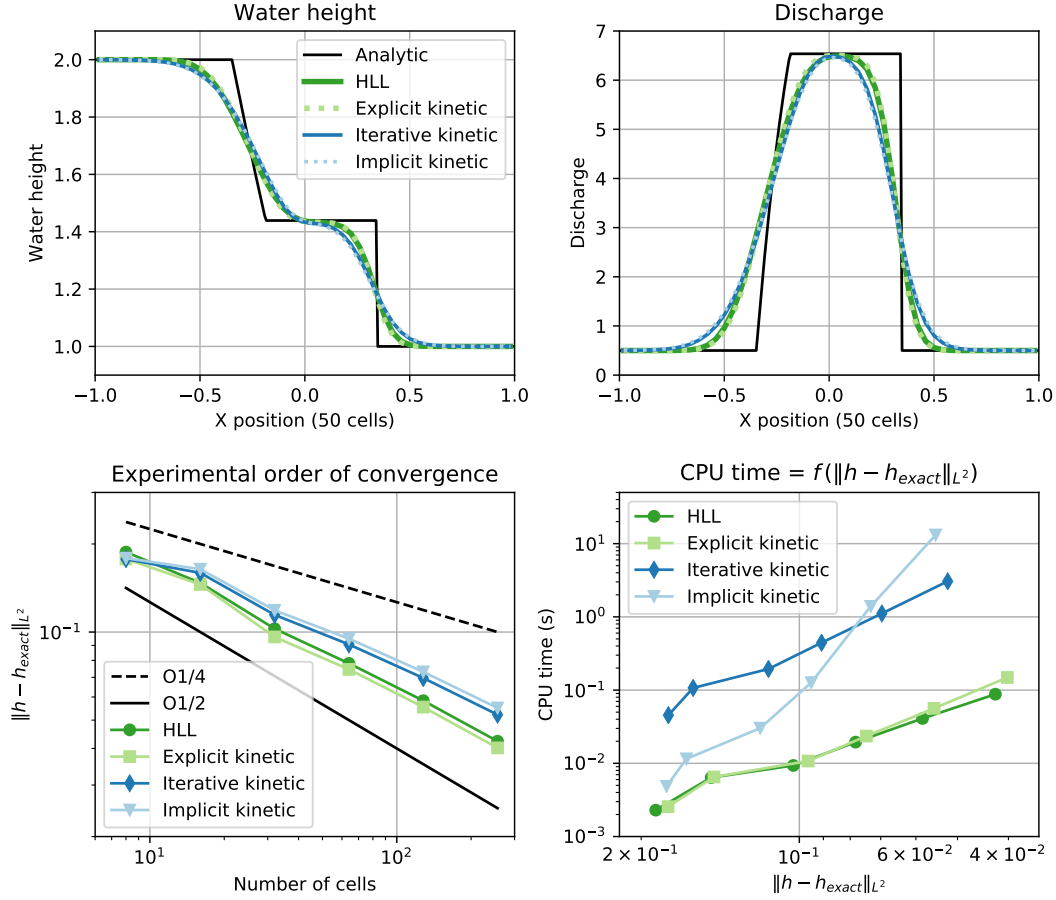 Water height
Water height
2.0
1.8
1.6
1.4
1.2
1.0
Analytic
HLL
Explicit kinetic
Iterative kinetic
Implicit kinetic
−1.0
−0.5
0.0
0.5
1.0
X position (50 cells)
Discharge
Discharge
7
6
5
4
3
2
1
0
−1.0
−0.5
0.0
0.5
1.0
X position (50 cells)
Experimental order of convergence
‖h − h_{exact}‖_{L²}
10⁻¹
O1/4
O1/2
HLL
Explicit kinetic
Iterative kinetic
Implicit kinetic
10¹
10²
Number of cells
CPU time = f(‖h − h_{exact}‖_{L²})
CPU time (s)
HLL
Explicit kinetic
Iterative kinetic
Implicit kinetic
10¹
10⁰
10⁻¹
10⁻²
10⁻³
2 × 10⁻¹
10⁻¹
6 × 10⁻²
4 × 10⁻²
‖h − h_{exact}‖_{L²}